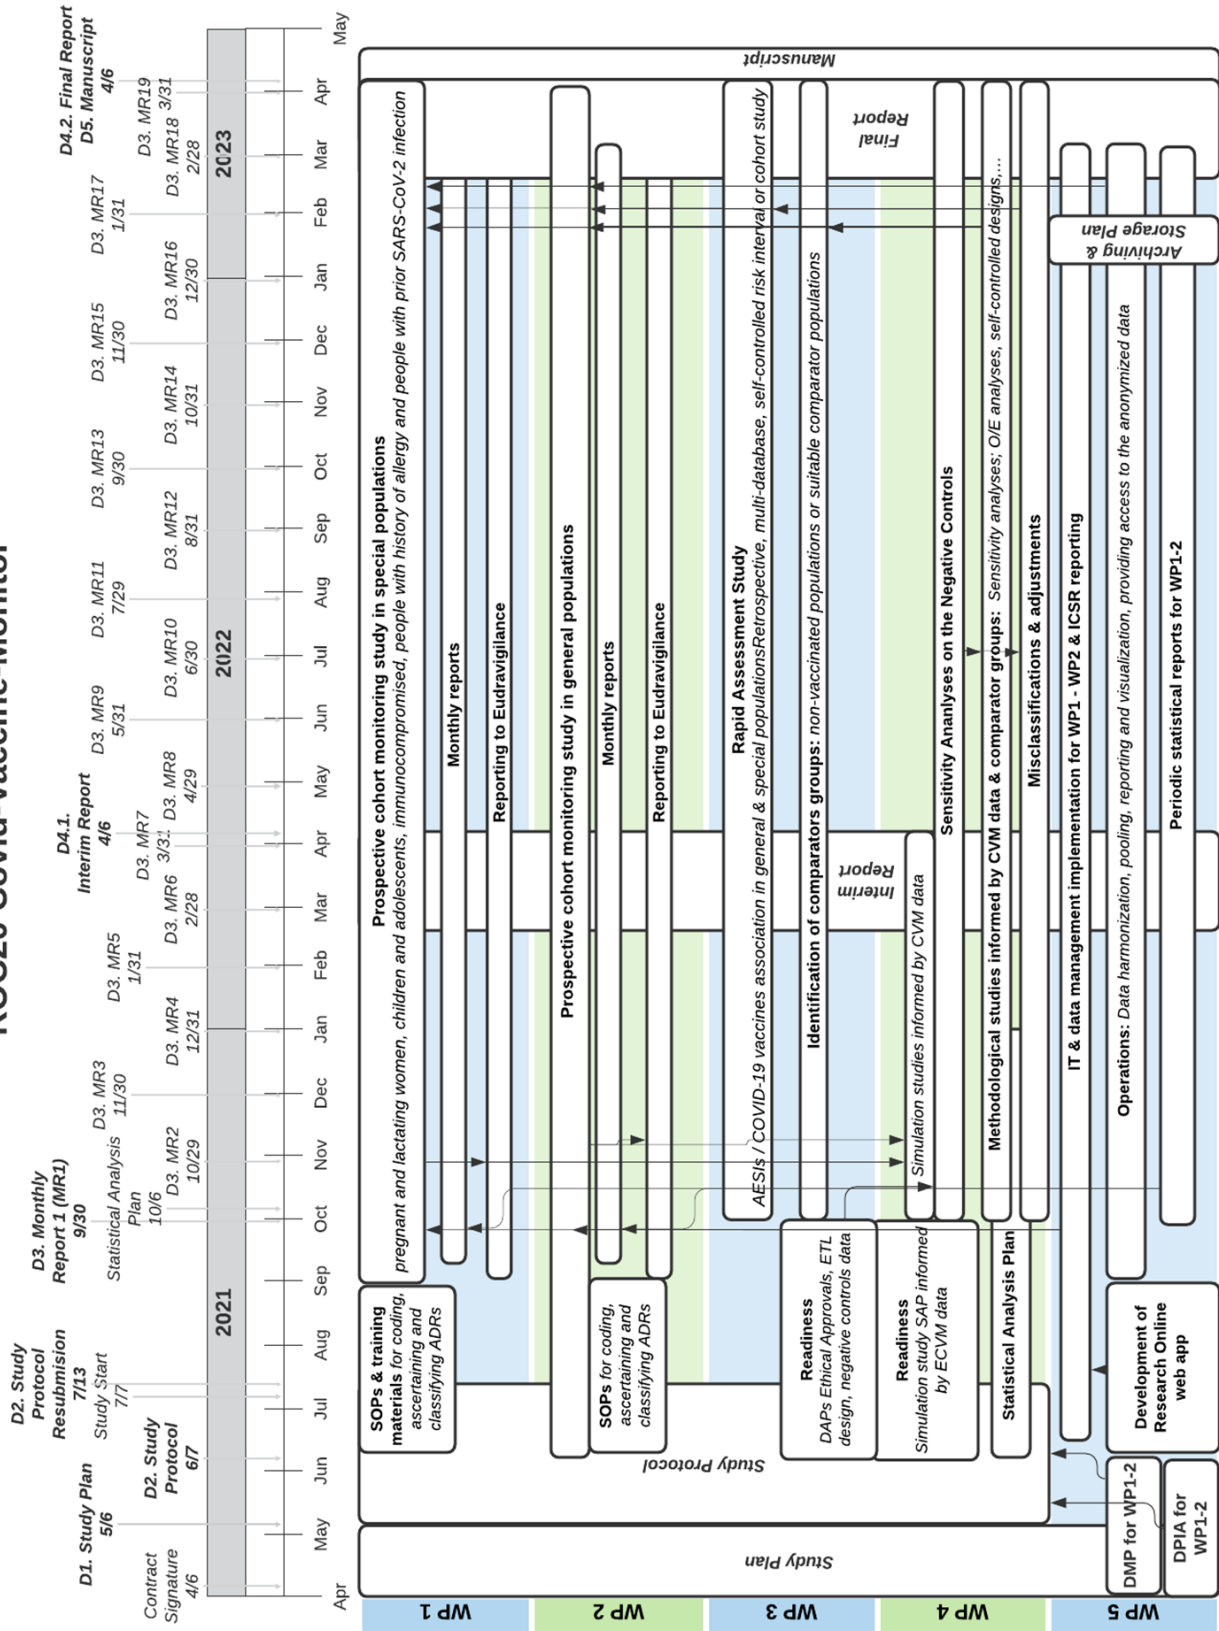 D1. Study Plan
5/6
Contract
Signature
4/6
D2. Study
Protocol
Resubmision
7/13
Study Start
7/7
D2. Study
Protocol
6/7
D3. Monthly
Report 1 (MR1)
9/30
Statistical Analysis
Plan
10/6
D3. MR2
10/29
D3. MR3
11/30
D3. MR4
12/31
D3. MR5
1/31
D3. MR6
2/28
D3. MR7
3/31
D4.1.
Interim Report
4/6
D3. MR8
4/29
D3. MR9
5/31
D3. MR10
6/30
D3. MR11
7/29
D3. MR12
8/31
D3. MR13
9/30
D3. MR14
10/31
D3. MR15
11/30
D3. MR16
12/30
D3. MR17
1/31
D3. MR18
2/28
D3. MR19
3/31
D4.2. Final Report
D5. Manuscript
4/6
2021
2022
2023
Apr
May
Jun
Jul
Aug
Sep
Oct
Nov
Dec
Jan
Feb
Mar
Apr
May
Jun
Jul
Aug
Sep
Oct
Nov
Dec
Jan
Feb
Mar
Apr
May
WP 1
WP 2
WP 3
WP 4
WP 5
Study Plan
Study Protocol
Interim
Report
Final
Report
Manuscript
SOPs & training
materials for coding,
ascertaining and
classifying ADRs
Prospective cohort monitoring study in special populations
pregnant and lactating women, children and adolescents, immunocompromised, people with history of allergy and people with prior SARS-CoV-2 infection
Monthly reports
Reporting to Eudravigilance
Prospective cohort monitoring study in general populations
SOPs for coding,
ascertaining and
classifying ADRs
Monthly reports
Reporting to Eudravigilance
Rapid Assessment Study
AESIs / COVID-19 vaccines association in general & special populationsRetrospective, multi-database, self-controlled risk interval or cohort study
Readiness
DAPs Ethical Approvals, ETL
design, negative controls data
Identification of comparators groups: non-vaccinated populations or suitable comparator populations
Readiness
Simulation study SAP informed
by ECVM data
Simulation studies informed by CVM data
Sensitivity Ananlyses on the Negative Controls
Statistical Analysis Plan
Methodological studies informed by CVM data & comparator groups: Sensitivity analyses; O/E analyses, self-controlled designs,...
Misclassifications & adjustments
IT & data management implementation for WP1 - WP2 & ICSR reporting
Archiving &
Storage Plan
DMP for WP1-2
Development of
Research Online
web app
Operations: Data harmonization, pooling, reporting and visualization, providing access to the anonymized data
DPIA for
WP1-2
Periodic statistical reports for WP1-2